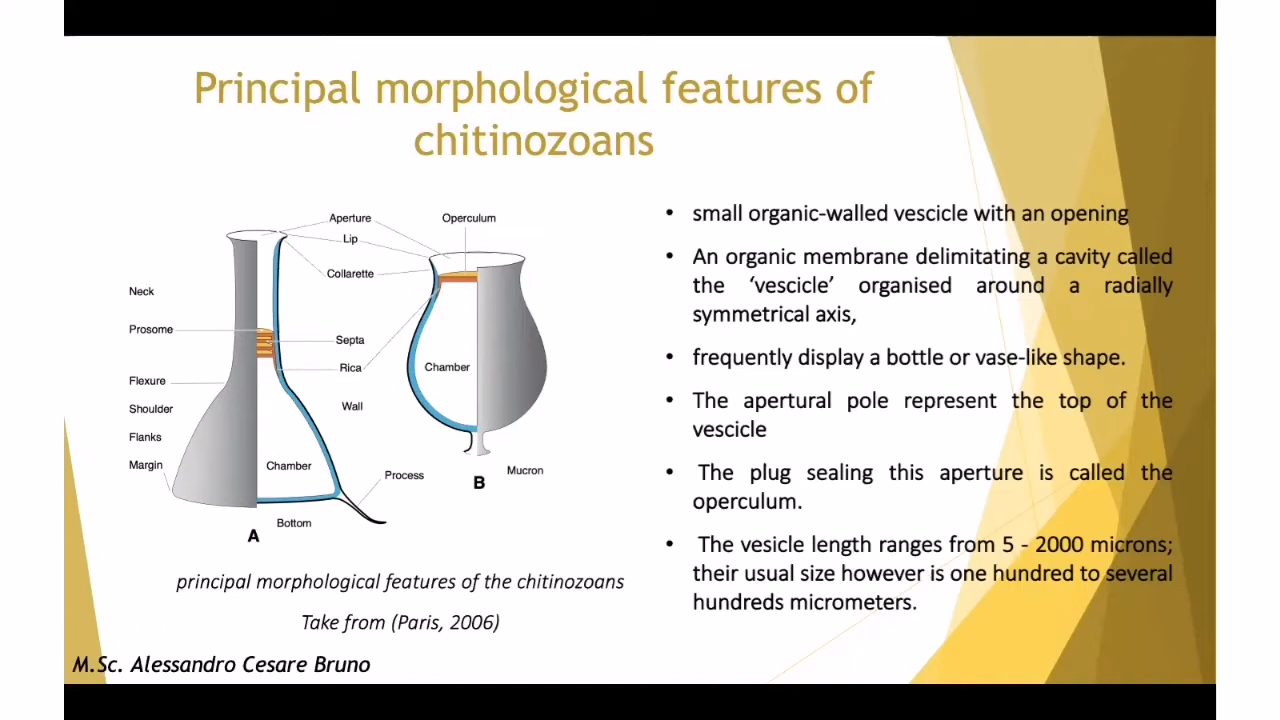 Principal morphological features of
chitinozoans
Aperture
Operculum
Lip
Collarette
Neck
Prosome
Septa
Rica
Chamber
Flexure
Shoulder
Wall
Flanks
Margin
Chamber
Process
Mucron
B
Bottom
A
principal morphological features of the chitinozoans
Take from (Paris, 2006)
M.Sc. Alessandro Cesare Bruno
• small organic-walled vescicle with an opening
• An organic membrane delimitating a cavity called
the ‘vescicle’ organised around a radially
symmetrical axis,
• frequently display a bottle or vase-like shape.
• The apertural pole represent the top of the
vescicle
• The plug sealing this aperture is called the
operculum.
• The vesicle length ranges from 5 - 2000 microns;
their usual size however is one hundred to several
hundreds micrometers.